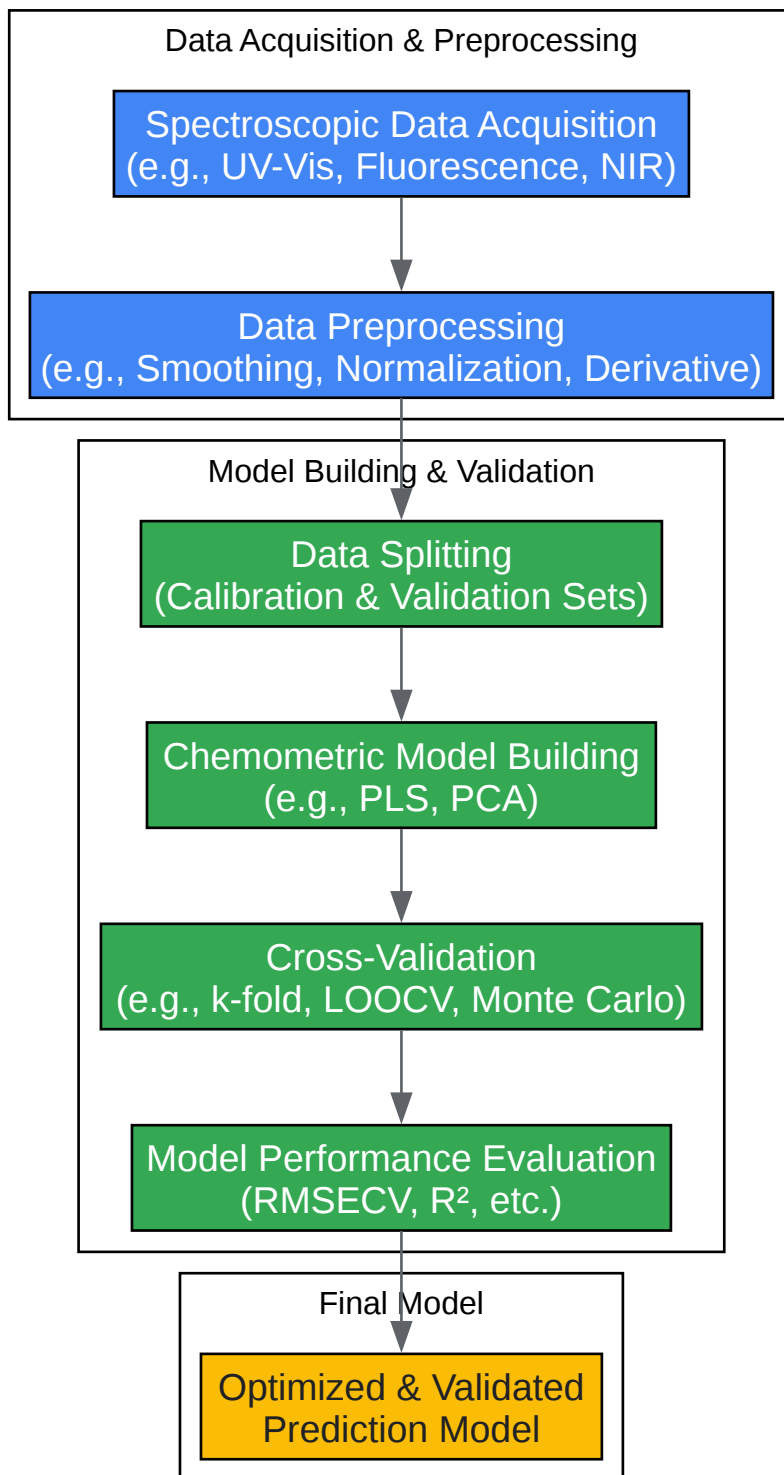 Data Acquisition & Preprocessing
Spectroscopic Data Acquisition
(e.g., UV-Vis, Fluorescence, NIR)
Data Preprocessing
(e.g., Smoothing, Normalization, Derivative)
Model Building & Validation
Data Splitting
(Calibration & Validation Sets)
Chemometric Model Building
(e.g., PLS, PCA)
Cross-Validation
(e.g., k-fold, LOOCV, Monte Carlo)
Model Performance Evaluation
(RMSECV, R², etc.)
Final Model
Optimized & Validated
Prediction Model